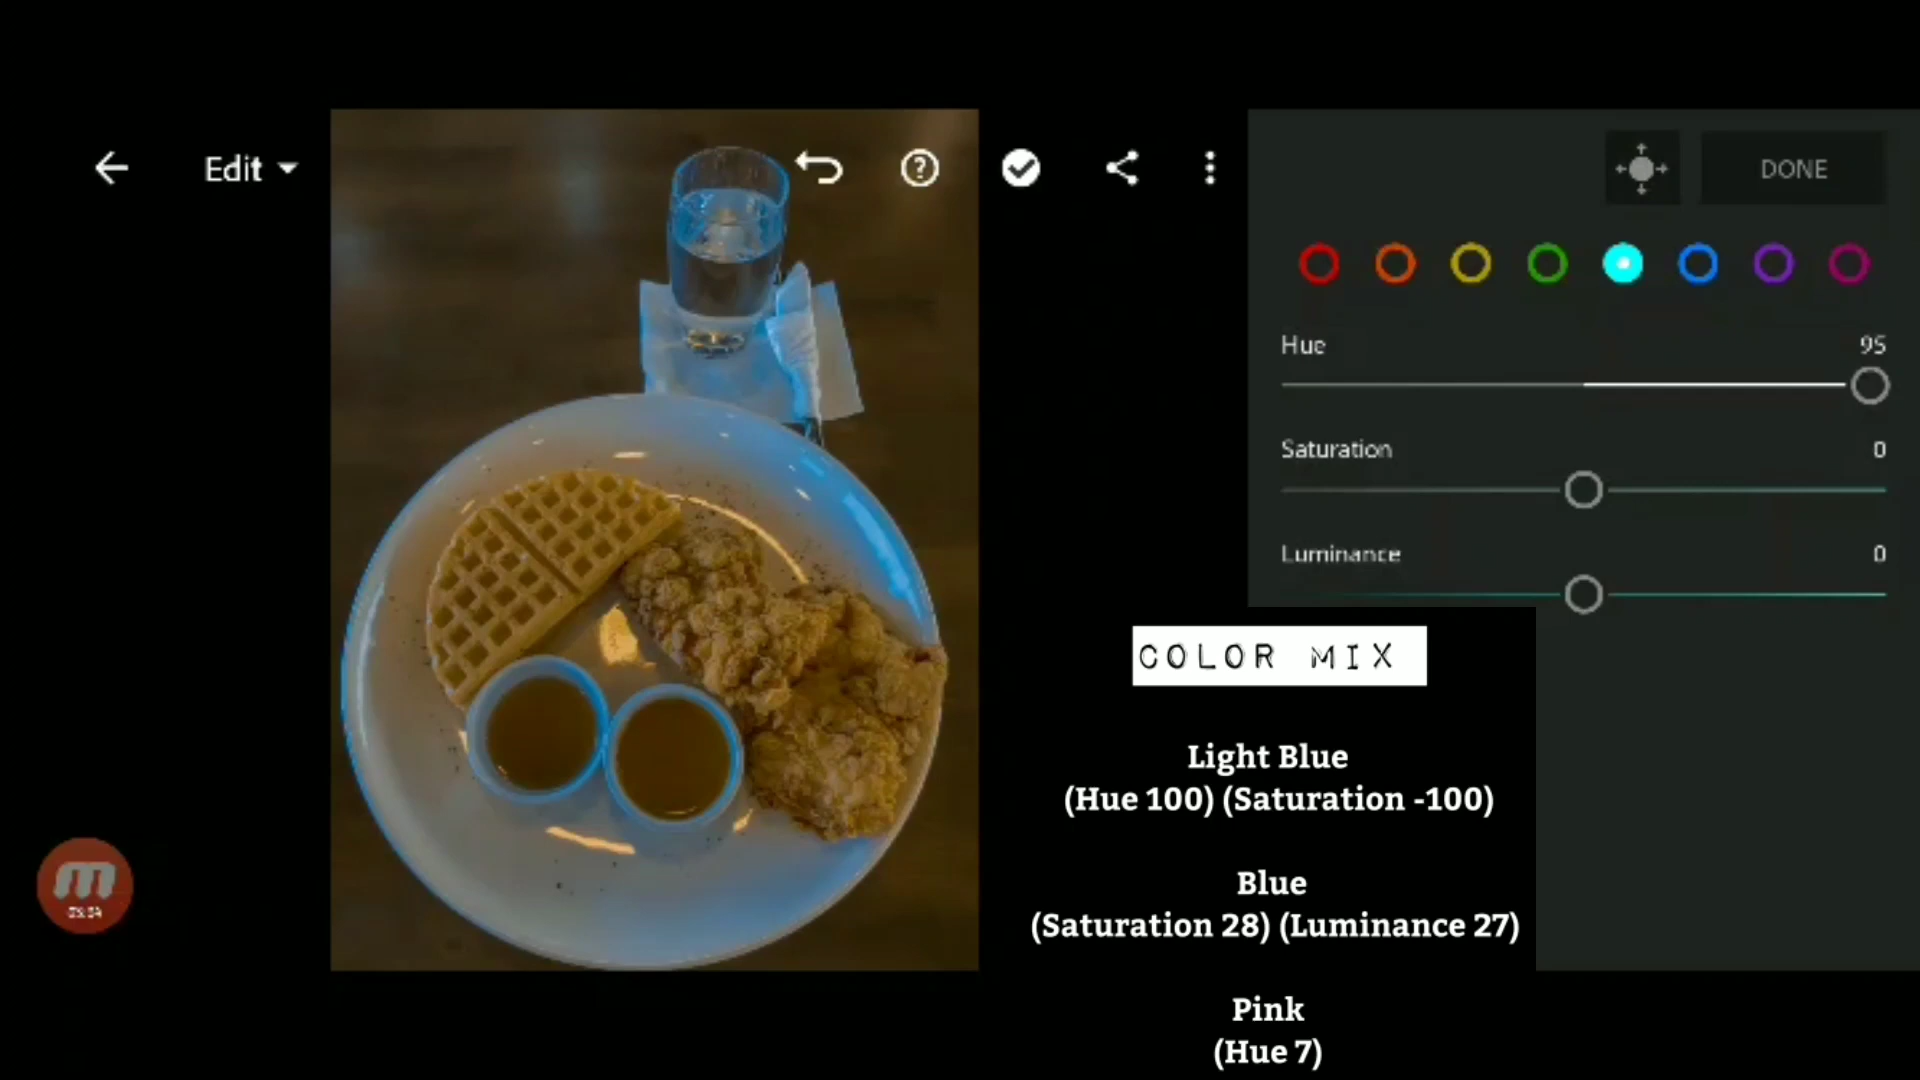 Edit
DONE
Hue 95
Saturation 0
Luminance 0
COLOR MIX
Light Blue
(Hue 100) (Saturation -100)
Blue
(Saturation 28) (Luminance 27)
Pink
(Hue 7)
m